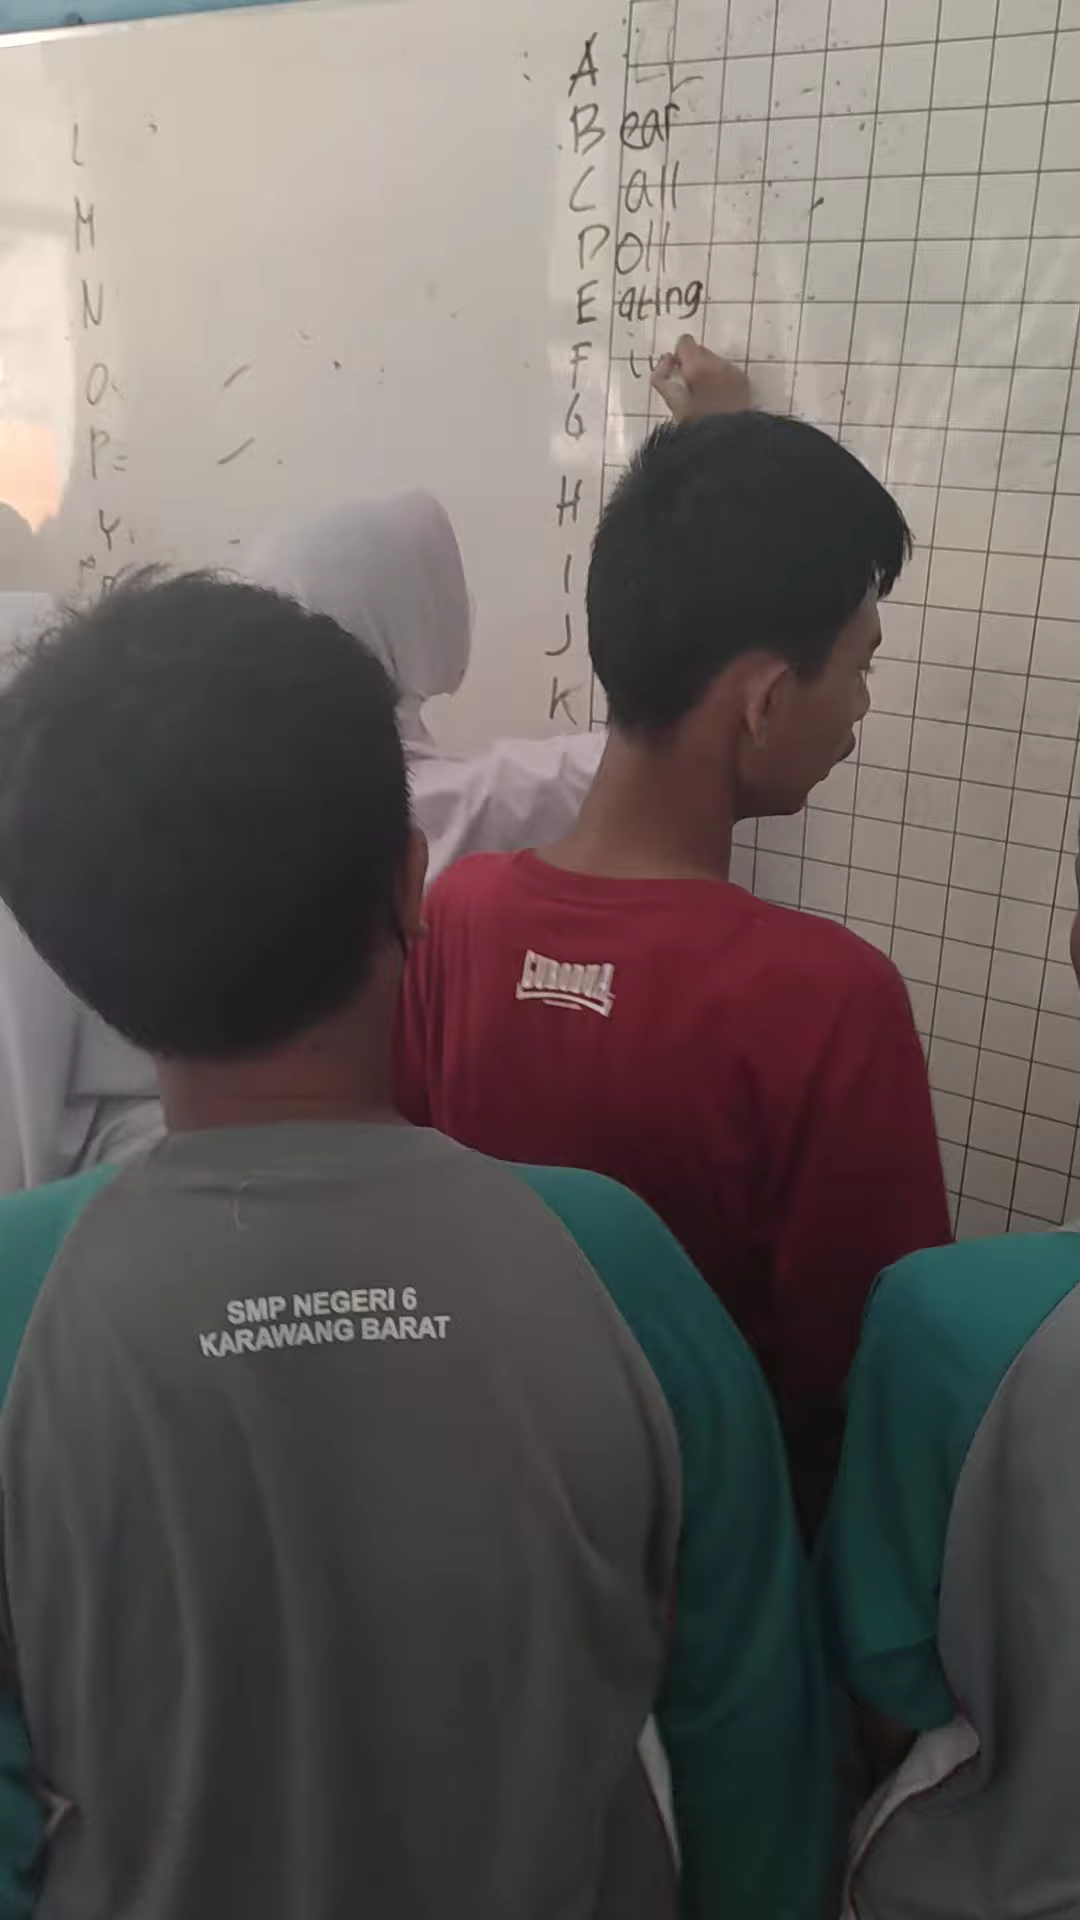 A
B ear
C all
D oll
E ating
F
G
H
I
J
K
L
M
N
O
P=
SMP NEGERI 6
KARAWANG BARAT